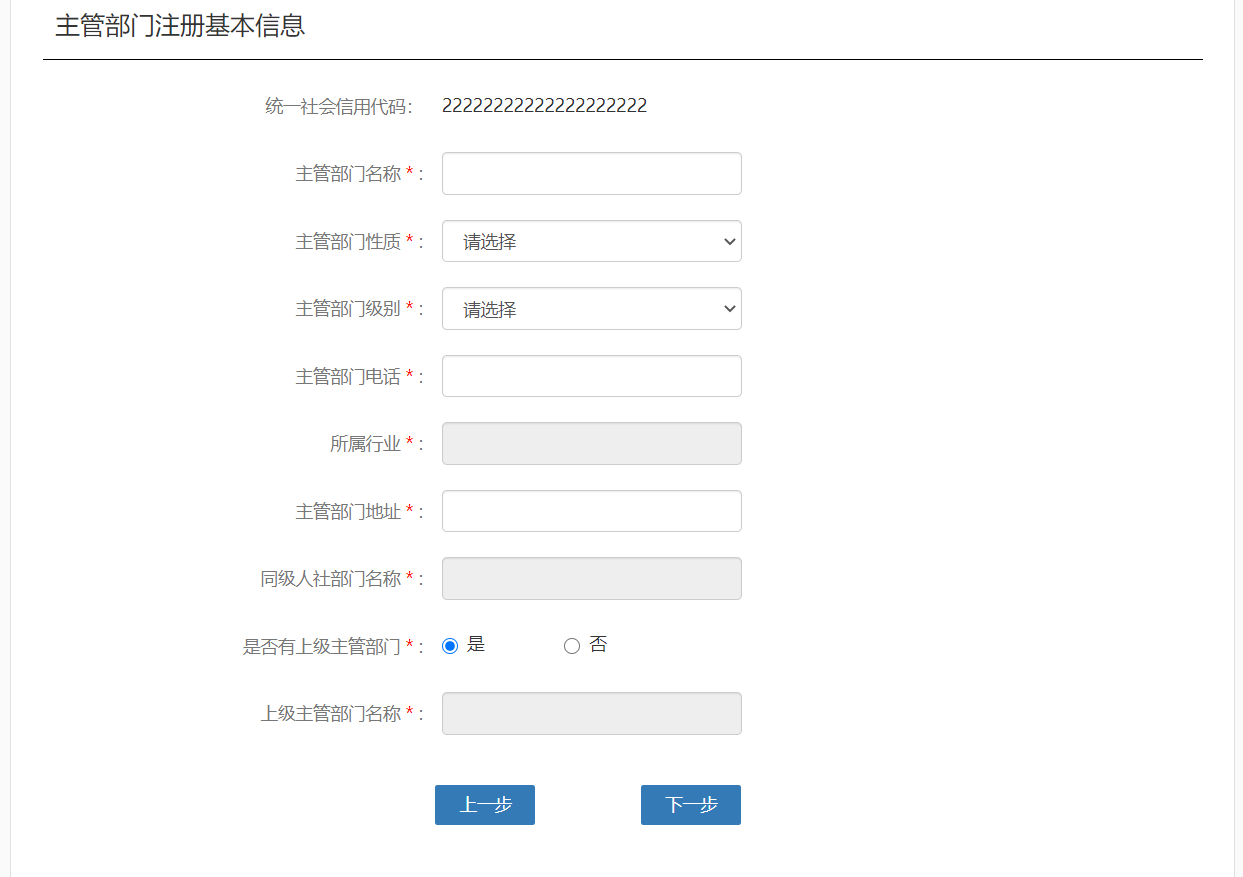 主管部门注册基本信息
统一社会信用代码： 22222222222222222222
主管部门名称 * ：
主管部门性质 * ： 请选择
主管部门级别 * ： 请选择
主管部门电话 * ：
所属行业 * ：
主管部门地址 * ：
同级人社部门名称 * ：
是否有上级主管部门 * ： 是 否
上级主管部门名称 * ：
上一步 下一步